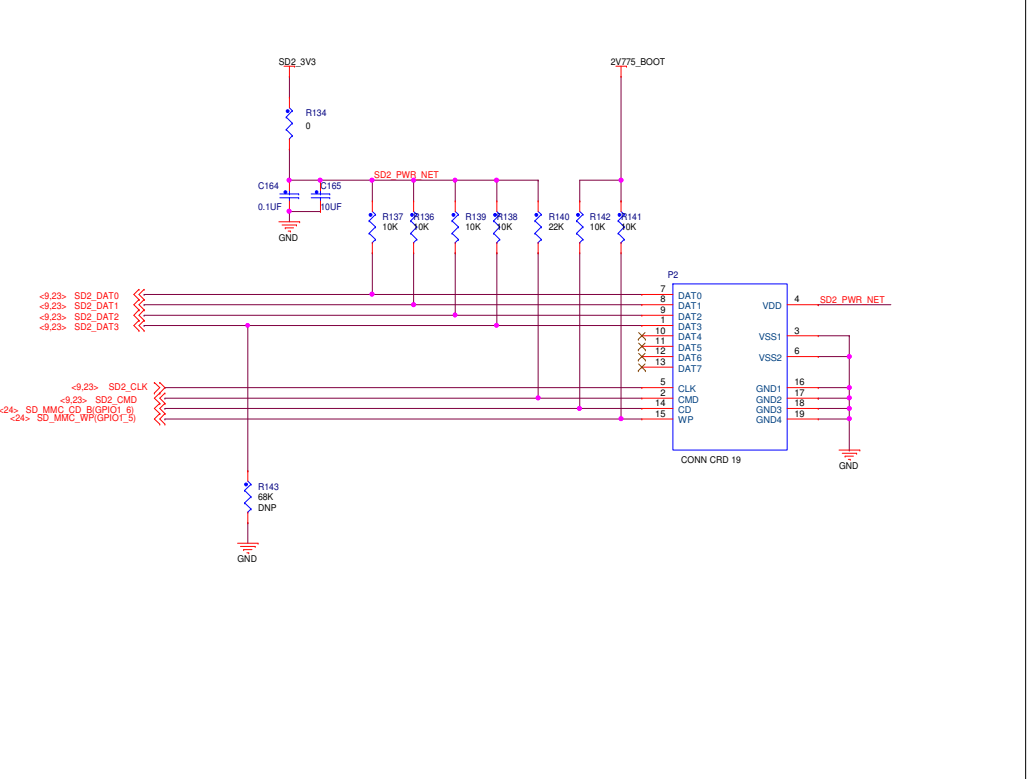 SD2_3V3
2V775_BOOT
R134
0
SD2_PWR_NET
C164
C165
0.1UF
10UF
GND
R137
10K
R136
10K
R139
10K
R138
10K
R140
22K
R142
10K
R141
10K
P2
<9,23> SD2_DAT0
<9,23> SD2_DAT1
<9,23> SD2_DAT2
<9,23> SD2_DAT3
7 DAT0
8 DAT1
9 DAT2
1 DAT3
10 DAT4
11 DAT5
12 DAT6
13 DAT7
VDD 4 SD2_PWR_NET
VSS1 3
VSS2 6
<9,23> SD2_CLK
<9,23> SD2_CMD
<24> SD_MMC_CD_B(GPIO1_6)
<24> SD_MMC_WP(GPIO1_5)
5 CLK
2 CMD
14 CD
15 WP
GND1 16
GND2 17
GND3 18
GND4 19
CONN CRD 19
GND
R143
68K
DNP
GND